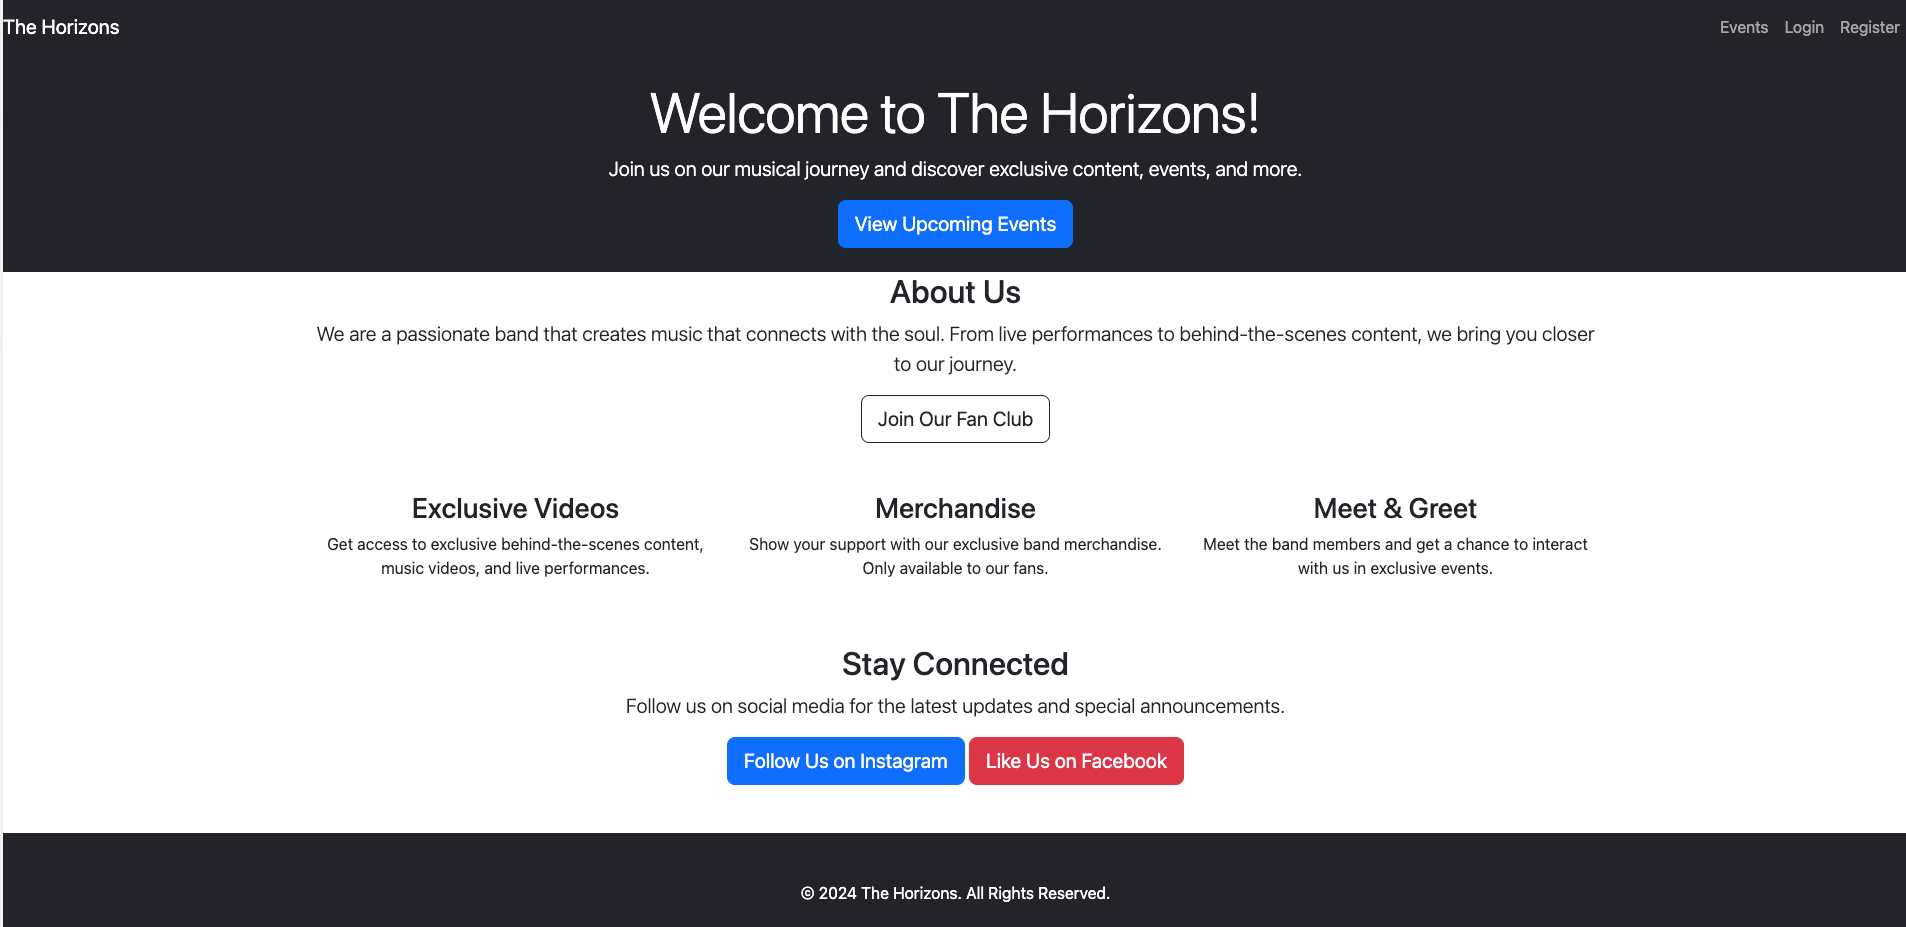 The Horizons
Events Login Register
Welcome to The Horizons!
Join us on our musical journey and discover exclusive content, events, and more.
View Upcoming Events
About Us
We are a passionate band that creates music that connects with the soul. From live performances to behind-the-scenes content, we bring you closer
to our journey.
Join Our Fan Club
Exclusive Videos
Get access to exclusive behind-the-scenes content,
music videos, and live performances.
Merchandise
Show your support with our exclusive band merchandise.
Only available to our fans.
Meet & Greet
Meet the band members and get a chance to interact
with us in exclusive events.
Stay Connected
Follow us on social media for the latest updates and special announcements.
Follow Us on Instagram
Like Us on Facebook
© 2024 The Horizons. All Rights Reserved.